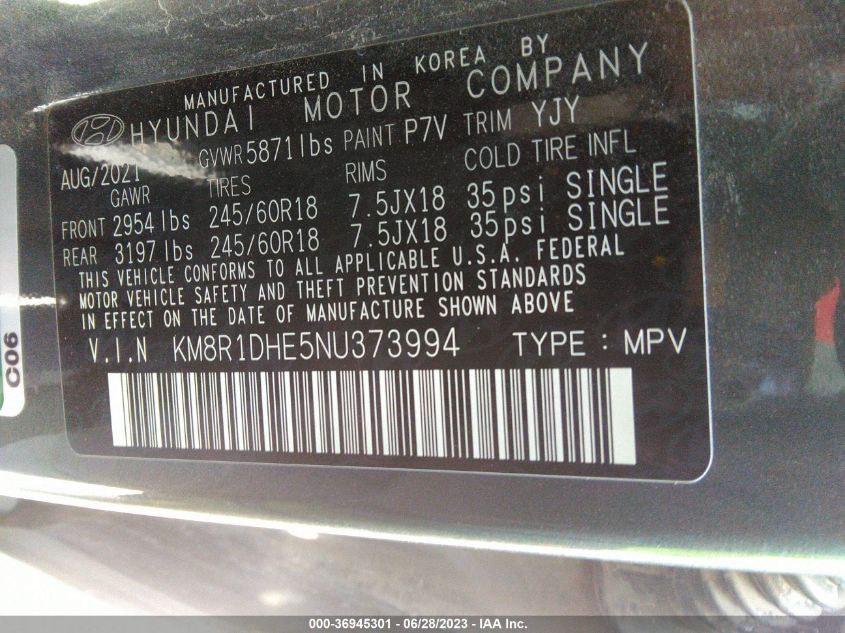 MANUFACTURED IN KOREA BY
HYUNDAI MOTOR COMPANY
AUG/2021 GVWR 5871 lbs PAINT P7V TRIM YJY
GAWR TIRES RIMS COLD TIRE INFL
FRONT 2954 lbs 245/60R18 7.5JX18 35psi SINGLE
REAR 3197 lbs 245/60R18 7.5JX18 35psi SINGLE
THIS VEHICLE CONFORMS TO ALL APPLICABLE U.S.A. FEDERAL
MOTOR VEHICLE SAFETY AND THEFT PREVENTION STANDARDS
IN EFFECT ON THE DATE OF MANUFACTURE SHOWN ABOVE
V.I.N KM8R1DHE5NU373994 TYPE : MPV
C06
000-36945301 - 06/28/2023 - IAA Inc.